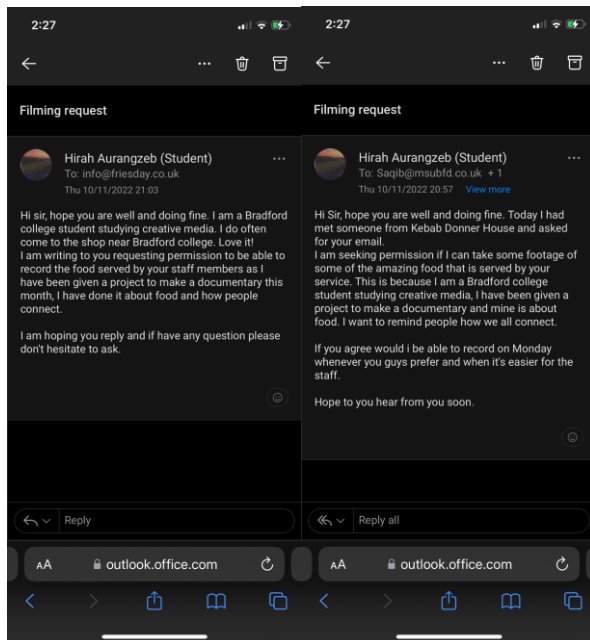 2:27
Filming request
Hirah Aurangzeb (Student)
To: info@friesday.co.uk
Thu 10/11/2022 21:03
Hi sir, hope you are well and doing fine. I am a Bradford
college student studying creative media. I do often
come to the shop near Bradford college. Love it!
I am writing to you requesting permission to be able to
record the food served by your staff members as I
have been given a project to make a documentary this
month, I have done it about food and how people
connect.
I am hoping you reply and if have any question please
don't hesitate to ask.
Reply
AA outlook.office.com
2:27
Filming request
Hirah Aurangzeb (Student)
To: Saqib@msubfd.co.uk +1
Thu 10/11/2022 20:57 View more
Hi Sir, hope you are well and doing fine. Today I had
met someone from Kebab Donner House and asked
for your email.
I am seeking permission if I can take some footage of
some of the amazing food that is served by your
service. This is because I am a Bradford college
student studying creative media, I have been given a
project to make a documentary and mine is about
food. I want to remind people how we all connect.
If you agree would i be able to record on Monday
whenever you guys prefer and when it's easier for the
staff.
Hope to you hear from you soon.
Reply all
AA outlook.office.com